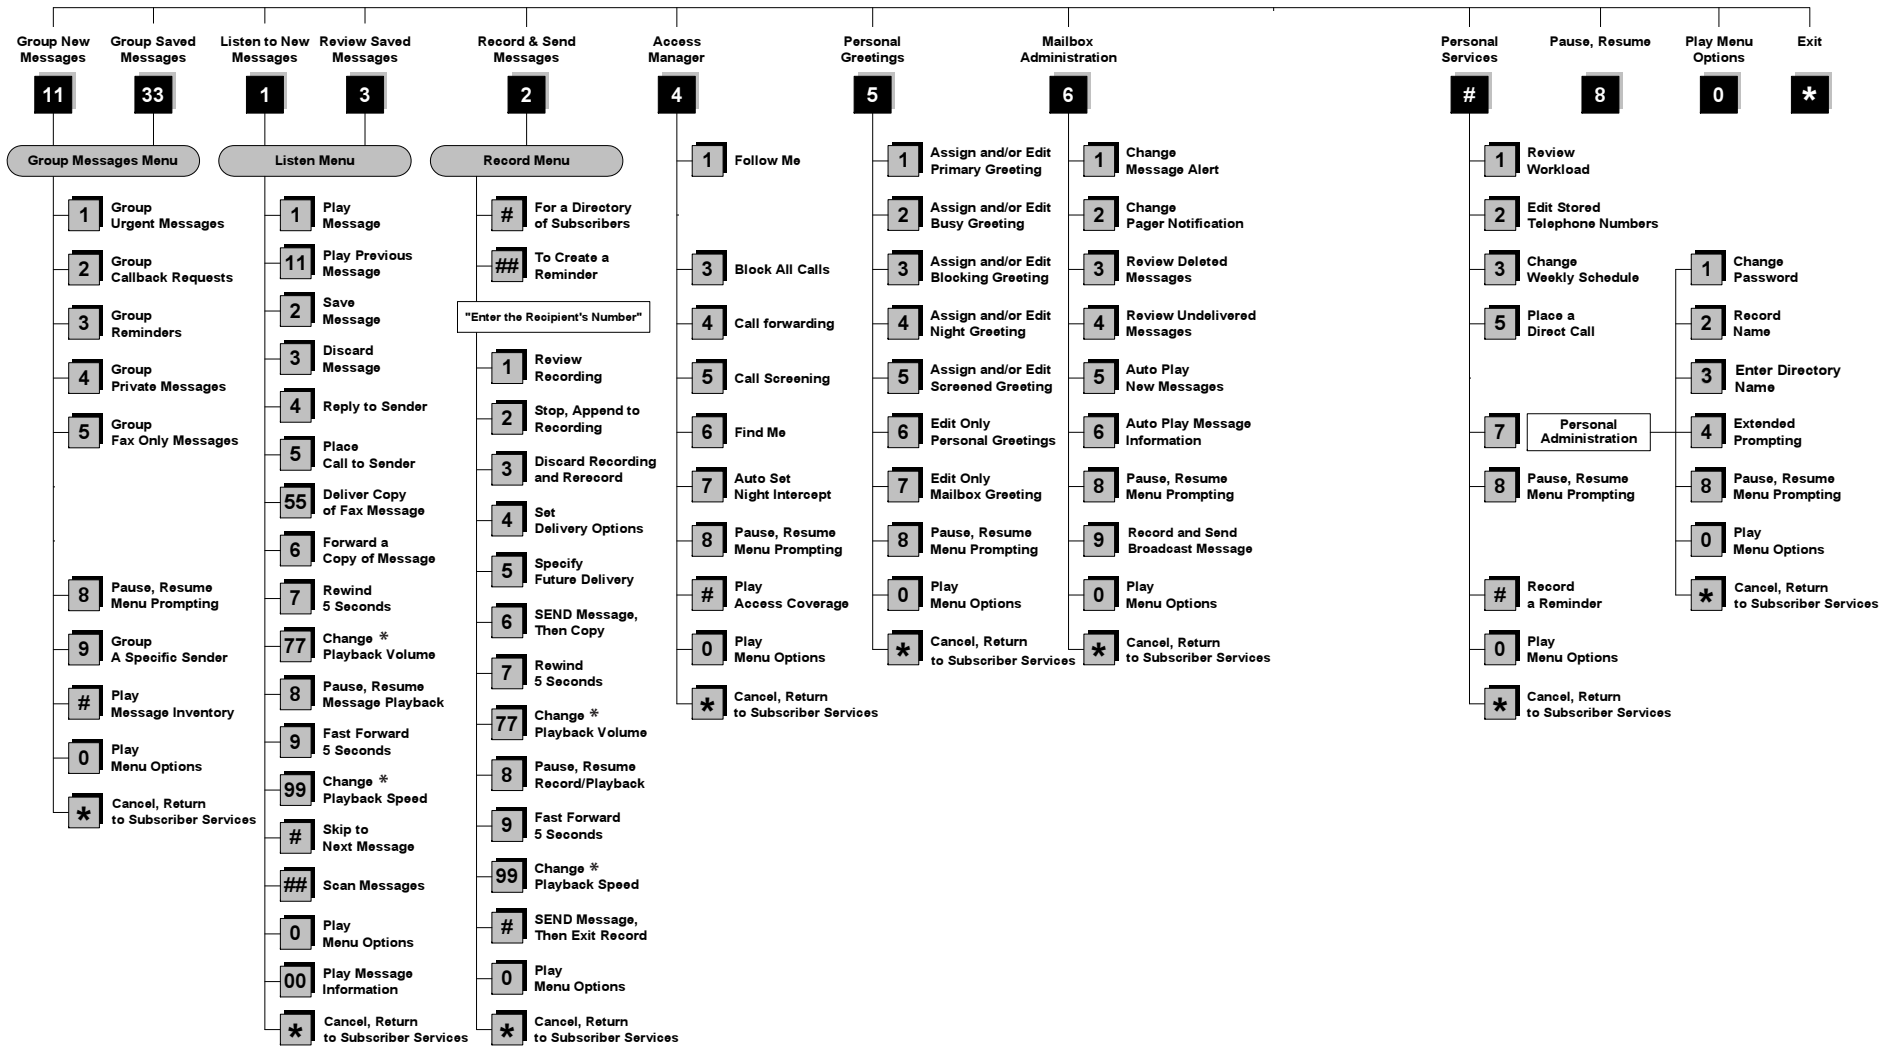 Group New
Messages
11
Group Saved
Messages
33
Listen to New
Messages
1
Review Saved
Messages
3
Record & Send
Messages
2
Access
Manager
4
Personal
Greetings
5
Mailbox
Administration
6
Personal
Services
#
Pause, Resume
8
Play Menu
Options
0
Exit
*
Group Messages Menu
1
Group
Urgent Messages
2
Group
Callback Requests
3
Group
Reminders
4
Group
Private Messages
5
Group
Fax Only Messages
8
Pause, Resume
Menu Prompting
9
Group
A Specific Sender
#
Play
Message Inventory
0
Play
Menu Options
*
Cancel, Return
to Subscriber Services
Listen Menu
1
Play
Message
11
Play Previous
Message
2
Save
Message
3
Discard
Message
4
Reply to Sender
5
Place
Call to Sender
55
Deliver Copy
of Fax Message
6
Forward a
Copy of Message
7
Rewind
5 Seconds
77
Change *
Playback Volume
8
Pause, Resume
Message Playback
9
Fast Forward
5 Seconds
99
Change *
Playback Speed
#
Skip to
Next Message
##
Scan Messages
0
Play
Menu Options
00
Play Message
Information
*
Cancel, Return
to Subscriber Services
Record Menu
#
For a Directory
of Subscribers
##
To Create a
Reminder
"Enter the Recipient's Number"
1
Review
Recording
2
Stop, Append to
Recording
3
Discard Recording
and Rerecord
4
Set
Delivery Options
5
Specify
Future Delivery
6
SEND Message,
Then Copy
7
Rewind
5 Seconds
77
Change *
Playback Volume
8
Pause, Resume
Record/Playback
9
Fast Forward
5 Seconds
99
Change *
Playback Speed
#
SEND Message,
Then Exit Record
0
Play
Menu Options
*
Cancel, Return
to Subscriber Services
1
Follow Me
3
Block All Calls
4
Call forwarding
5
Call Screening
6
Find Me
7
Auto Set
Night Intercept
8
Pause, Resume
Menu Prompting
#
Play
Access Coverage
0
Play
Menu Options
*
Cancel, Return
to Subscriber Services
1
Assign and/or Edit
Primary Greeting
2
Assign and/or Edit
Busy Greeting
3
Assign and/or Edit
Blocking Greeting
4
Assign and/or Edit
Night Greeting
5
Assign and/or Edit
Screened Greeting
6
Edit Only
Personal Greetings
7
Edit Only
Mailbox Greeting
8
Pause, Resume
Menu Prompting
0
Play
Menu Options
*
Cancel, Return
to Subscriber Services
1
Change
Message Alert
2
Change
Pager Notification
3
Review Deleted
Messages
4
Review Undelivered
Messages
5
Auto Play
New Messages
6
Auto Play Message
Information
8
Pause, Resume
Menu Prompting
9
Record and Send
Broadcast Message
0
Play
Menu Options
*
Cancel, Return
to Subscriber Services
1
Review
Workload
2
Edit Stored
Telephone Numbers
3
Change
Weekly Schedule
5
Place a
Direct Call
7
Personal
Administration
8
Pause, Resume
Menu Prompting
#
Record
a Reminder
0
Play
Menu Options
*
Cancel, Return
to Subscriber Services
1
Change
Password
2
Record
Name
3
Enter Directory
Name
4
Extended
Prompting
8
Pause, Resume
Menu Prompting
0
Play
Menu Options
*
Cancel, Return
to Subscriber Services